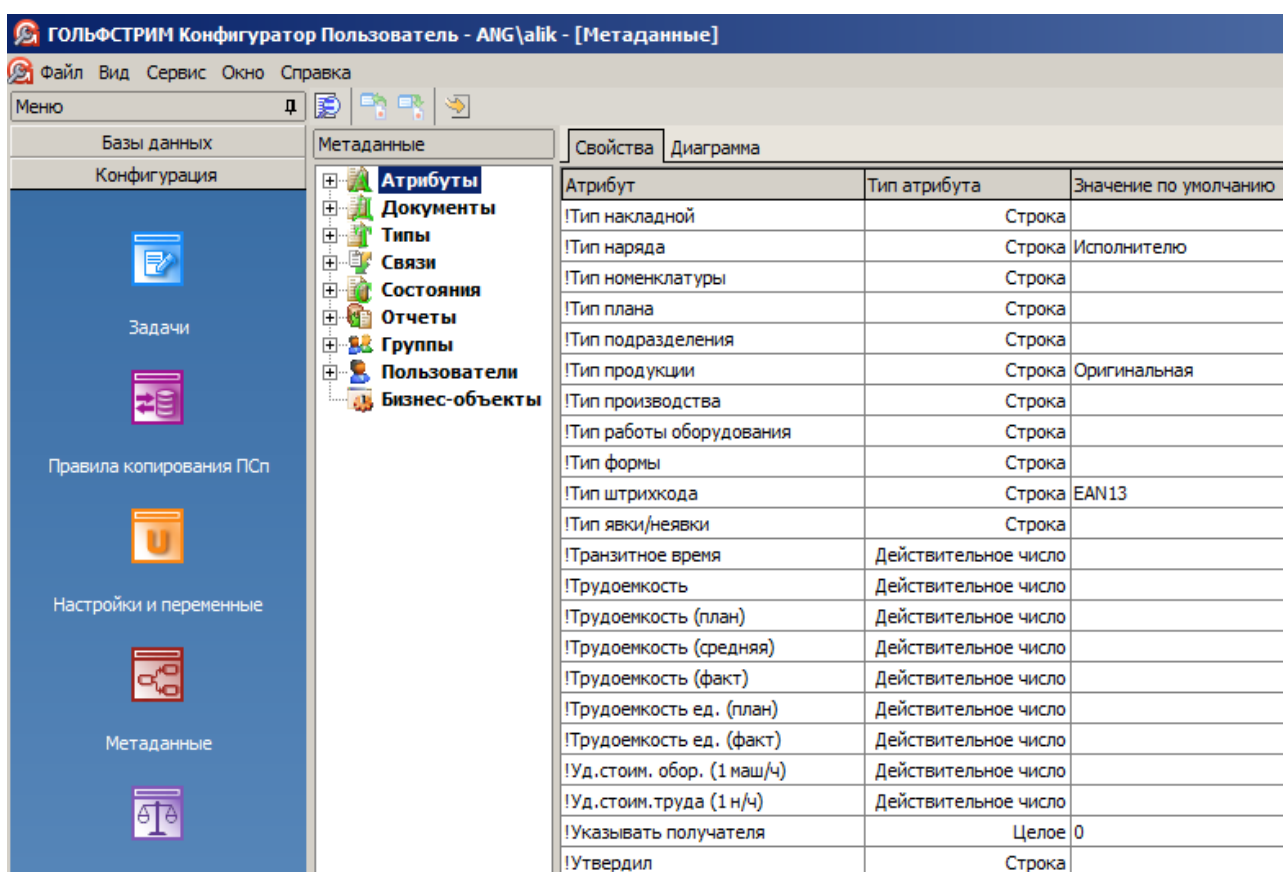 ГОЛЬФСТРИМ Конфигуратор Пользователь - ANG\alik - [Метаданные]
Файл Вид Сервис Окно Справка
Меню
Базы данных
Конфигурация
Задачи
Правила копирования ПСп
U
Настройки и переменные
Метаданные
Метаданные
Атрибуты
Документы
Типы
Связи
Состояния
Отчеты
Группы
Пользователи
Бизнес-объекты
Свойства Диаграмма
Атрибут Тип атрибута Значение по умолчанию
!Тип накладной Строка
!Тип наряда Строка Исполнителю
!Тип номенклатуры Строка
!Тип плана Строка
!Тип подразделения Строка
!Тип продукции Строка Оригинальная
!Тип производства Строка
!Тип работы оборудования Строка
!Тип формы Строка
!Тип штрихкода Строка EAN13
!Тип явки/неявки Строка
!Транзитное время Действительное число
!Трудоемкость Действительное число
!Трудоемкость (план) Действительное число
!Трудоемкость (средняя) Действительное число
!Трудоемкость (факт) Действительное число
!Трудоемкость ед. (план) Действительное число
!Трудоемкость ед. (факт) Действительное число
!Уд.стоим. обор. (1 маш/ч) Действительное число
!Уд.стоим.труда (1 н/ч) Действительное число
!Указывать получателя Целое 0
!Утвердил Строка